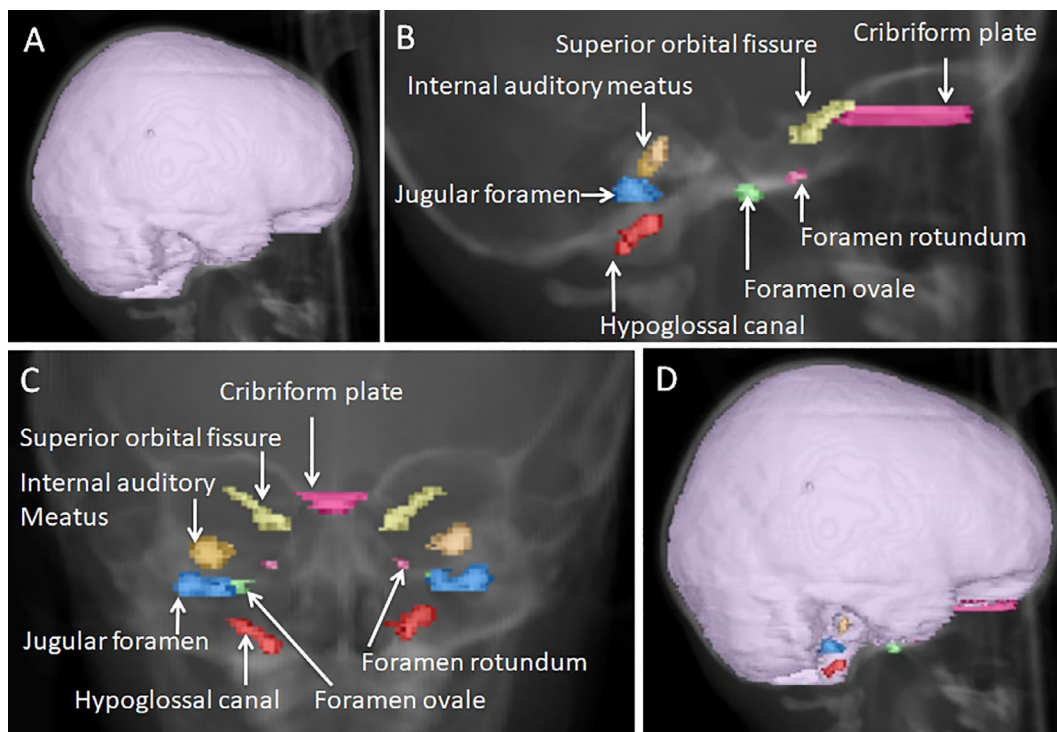 A
B
Superior orbital fissure
Cribriform plate
Internal auditory meatus
Jugular foramen
Foramen rotundum
Foramen ovale
Hypoglossal canal
C
Cribriform plate
Superior orbital fissure
Internal auditory
Meatus
Jugular foramen
Foramen rotundum
Hypoglossal canal
Foramen ovale
D